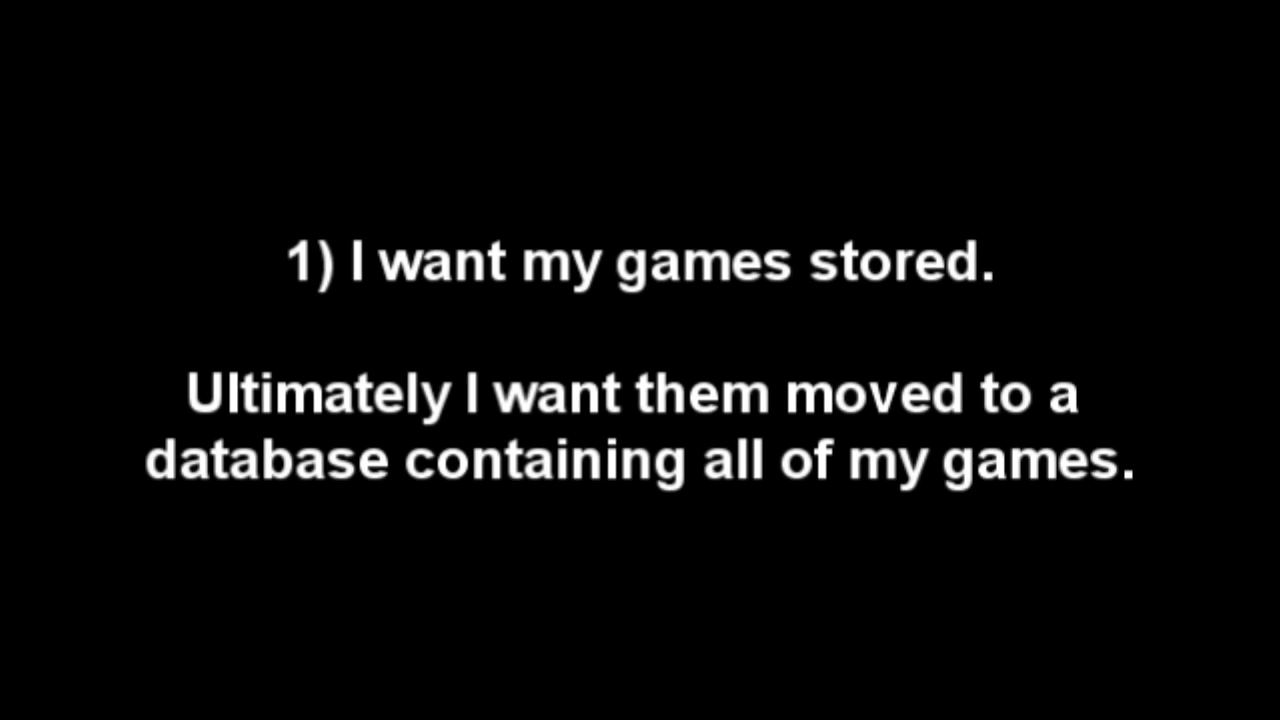 1) I want my games stored.
Ultimately I want them moved to a
database containing all of my games.